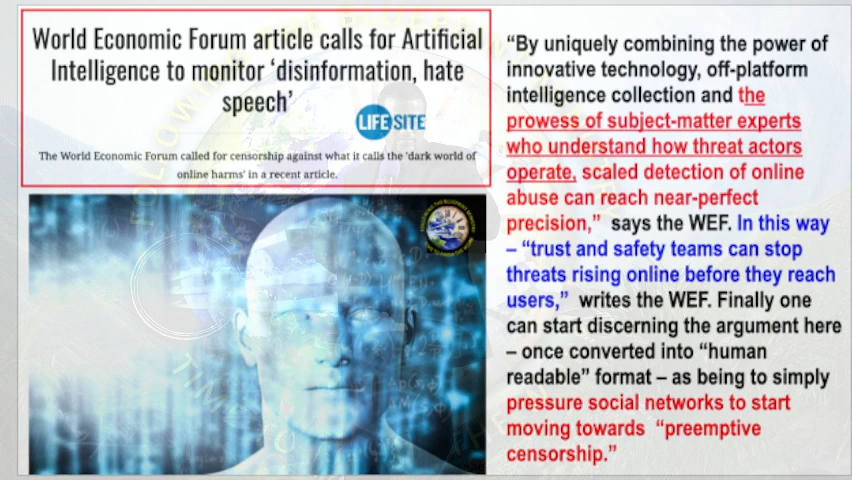 World Economic Forum article calls for Artificial
Intelligence to monitor ‘disinformation, hate
speech’
LIFE SITE
The World Economic Forum called for censorship against what it calls the 'dark world of
online harms' in a recent article.
“By uniquely combining the power of
innovative technology, off-platform
intelligence collection and the
prowess of subject-matter experts
who understand how threat actors
operate, scaled detection of online
abuse can reach near-perfect
precision,” says the WEF. In this way
– “trust and safety teams can stop
threats rising online before they reach
users,” writes the WEF. Finally one
can start discerning the argument here
– once converted into “human
readable” format – as being to simply
pressure social networks to start
moving towards “preemptive
censorship.”